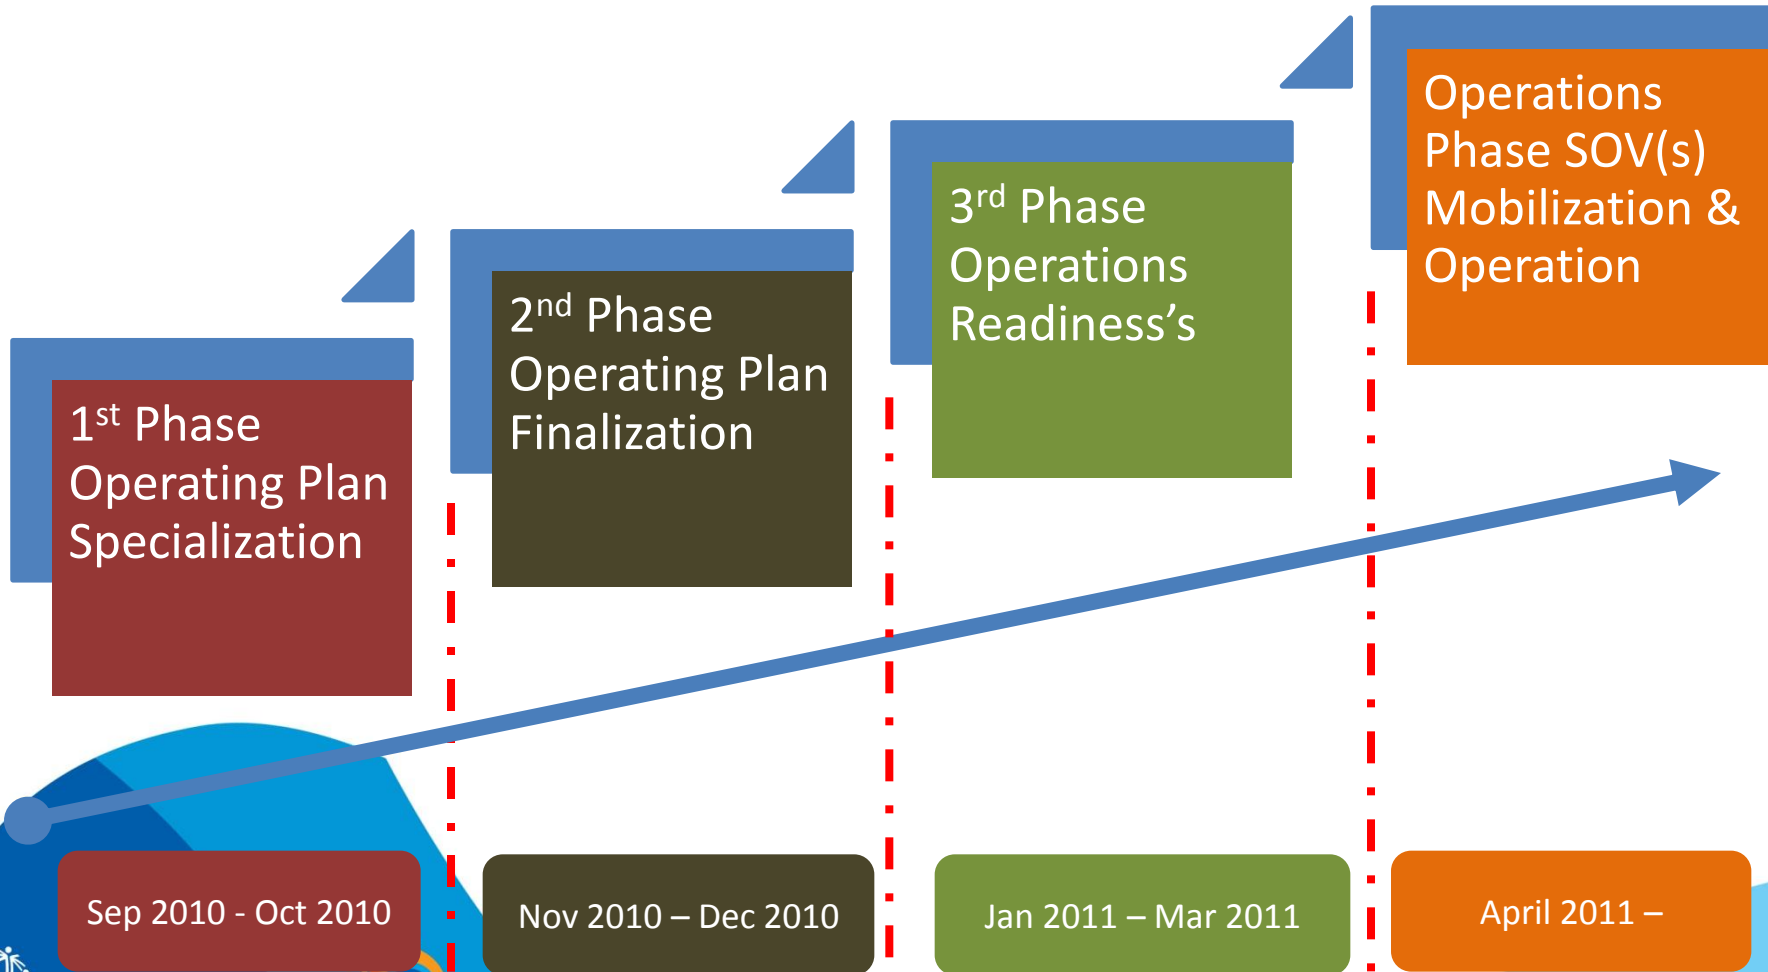 1st Phase
Operating Plan
Specialization
2nd Phase
Operating Plan
Finalization
3rd Phase
Operations
Readiness’s
Operations
Phase SOV(s)
Mobilization &
Operation
Sep 2010 - Oct 2010
Nov 2010 – Dec 2010
Jan 2011 – Mar 2011
April 2011 –